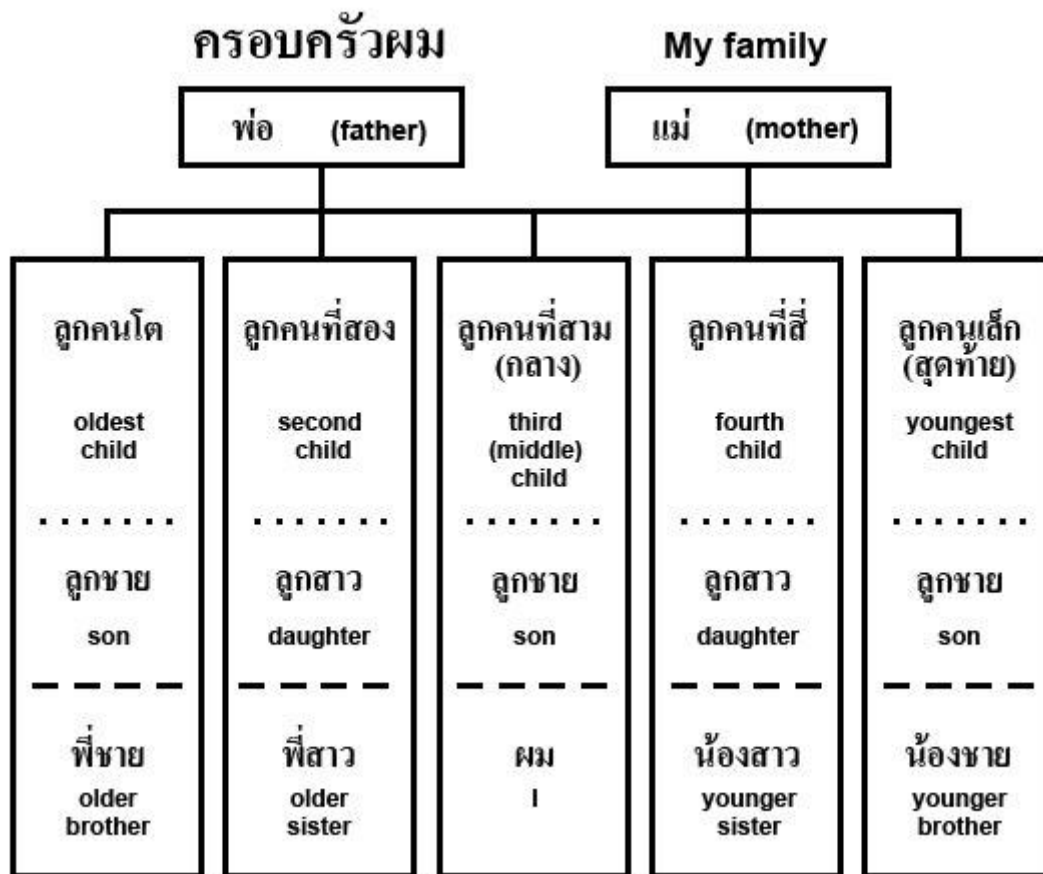 ครอบครัวผม My family
พ่อ (father)
แม่ (mother)
ลูกคนโต
oldest
child
ลูกชาย
son
พี่ชาย
older
brother
ลูกคนที่สอง
second
child
ลูกสาว
daughter
พี่สาว
older
sister
ลูกคนที่สาม
(กลาง)
third
(middle)
child
ลูกชาย
son
ผม
I
ลูกคนที่สี่
fourth
child
ลูกสาว
daughter
น้องสาว
younger
sister
ลูกคนเล็ก
(สุดท้าย)
youngest
child
ลูกชาย
son
น้องชาย
younger
brother